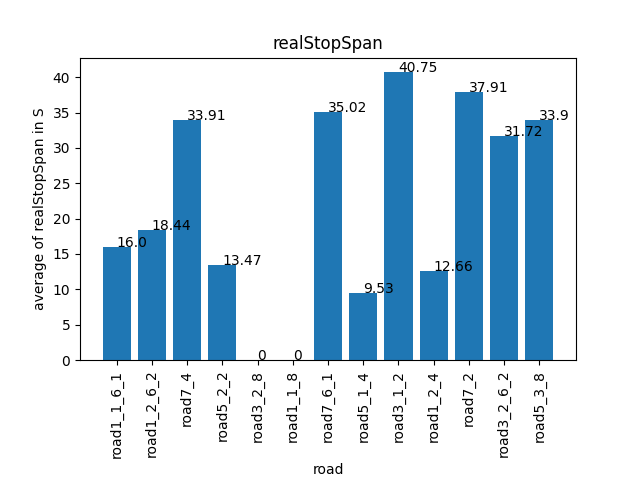 realStopSpan
average of realStopSpan in S
40
35
30
25
20
15
10
5
0
16.0
18.44
33.91
13.47
0
0
35.02
9.53
40.75
12.66
37.91
31.72
33.9
road1_1_6_1
road1_2_6_2
road7_4
road5_2_2
road3_2_8
road1_1_8
road7_6_1
road5_1_4
road3_1_2
road1_2_4
road7_2
road3_2_6_2
road5_3_8
road